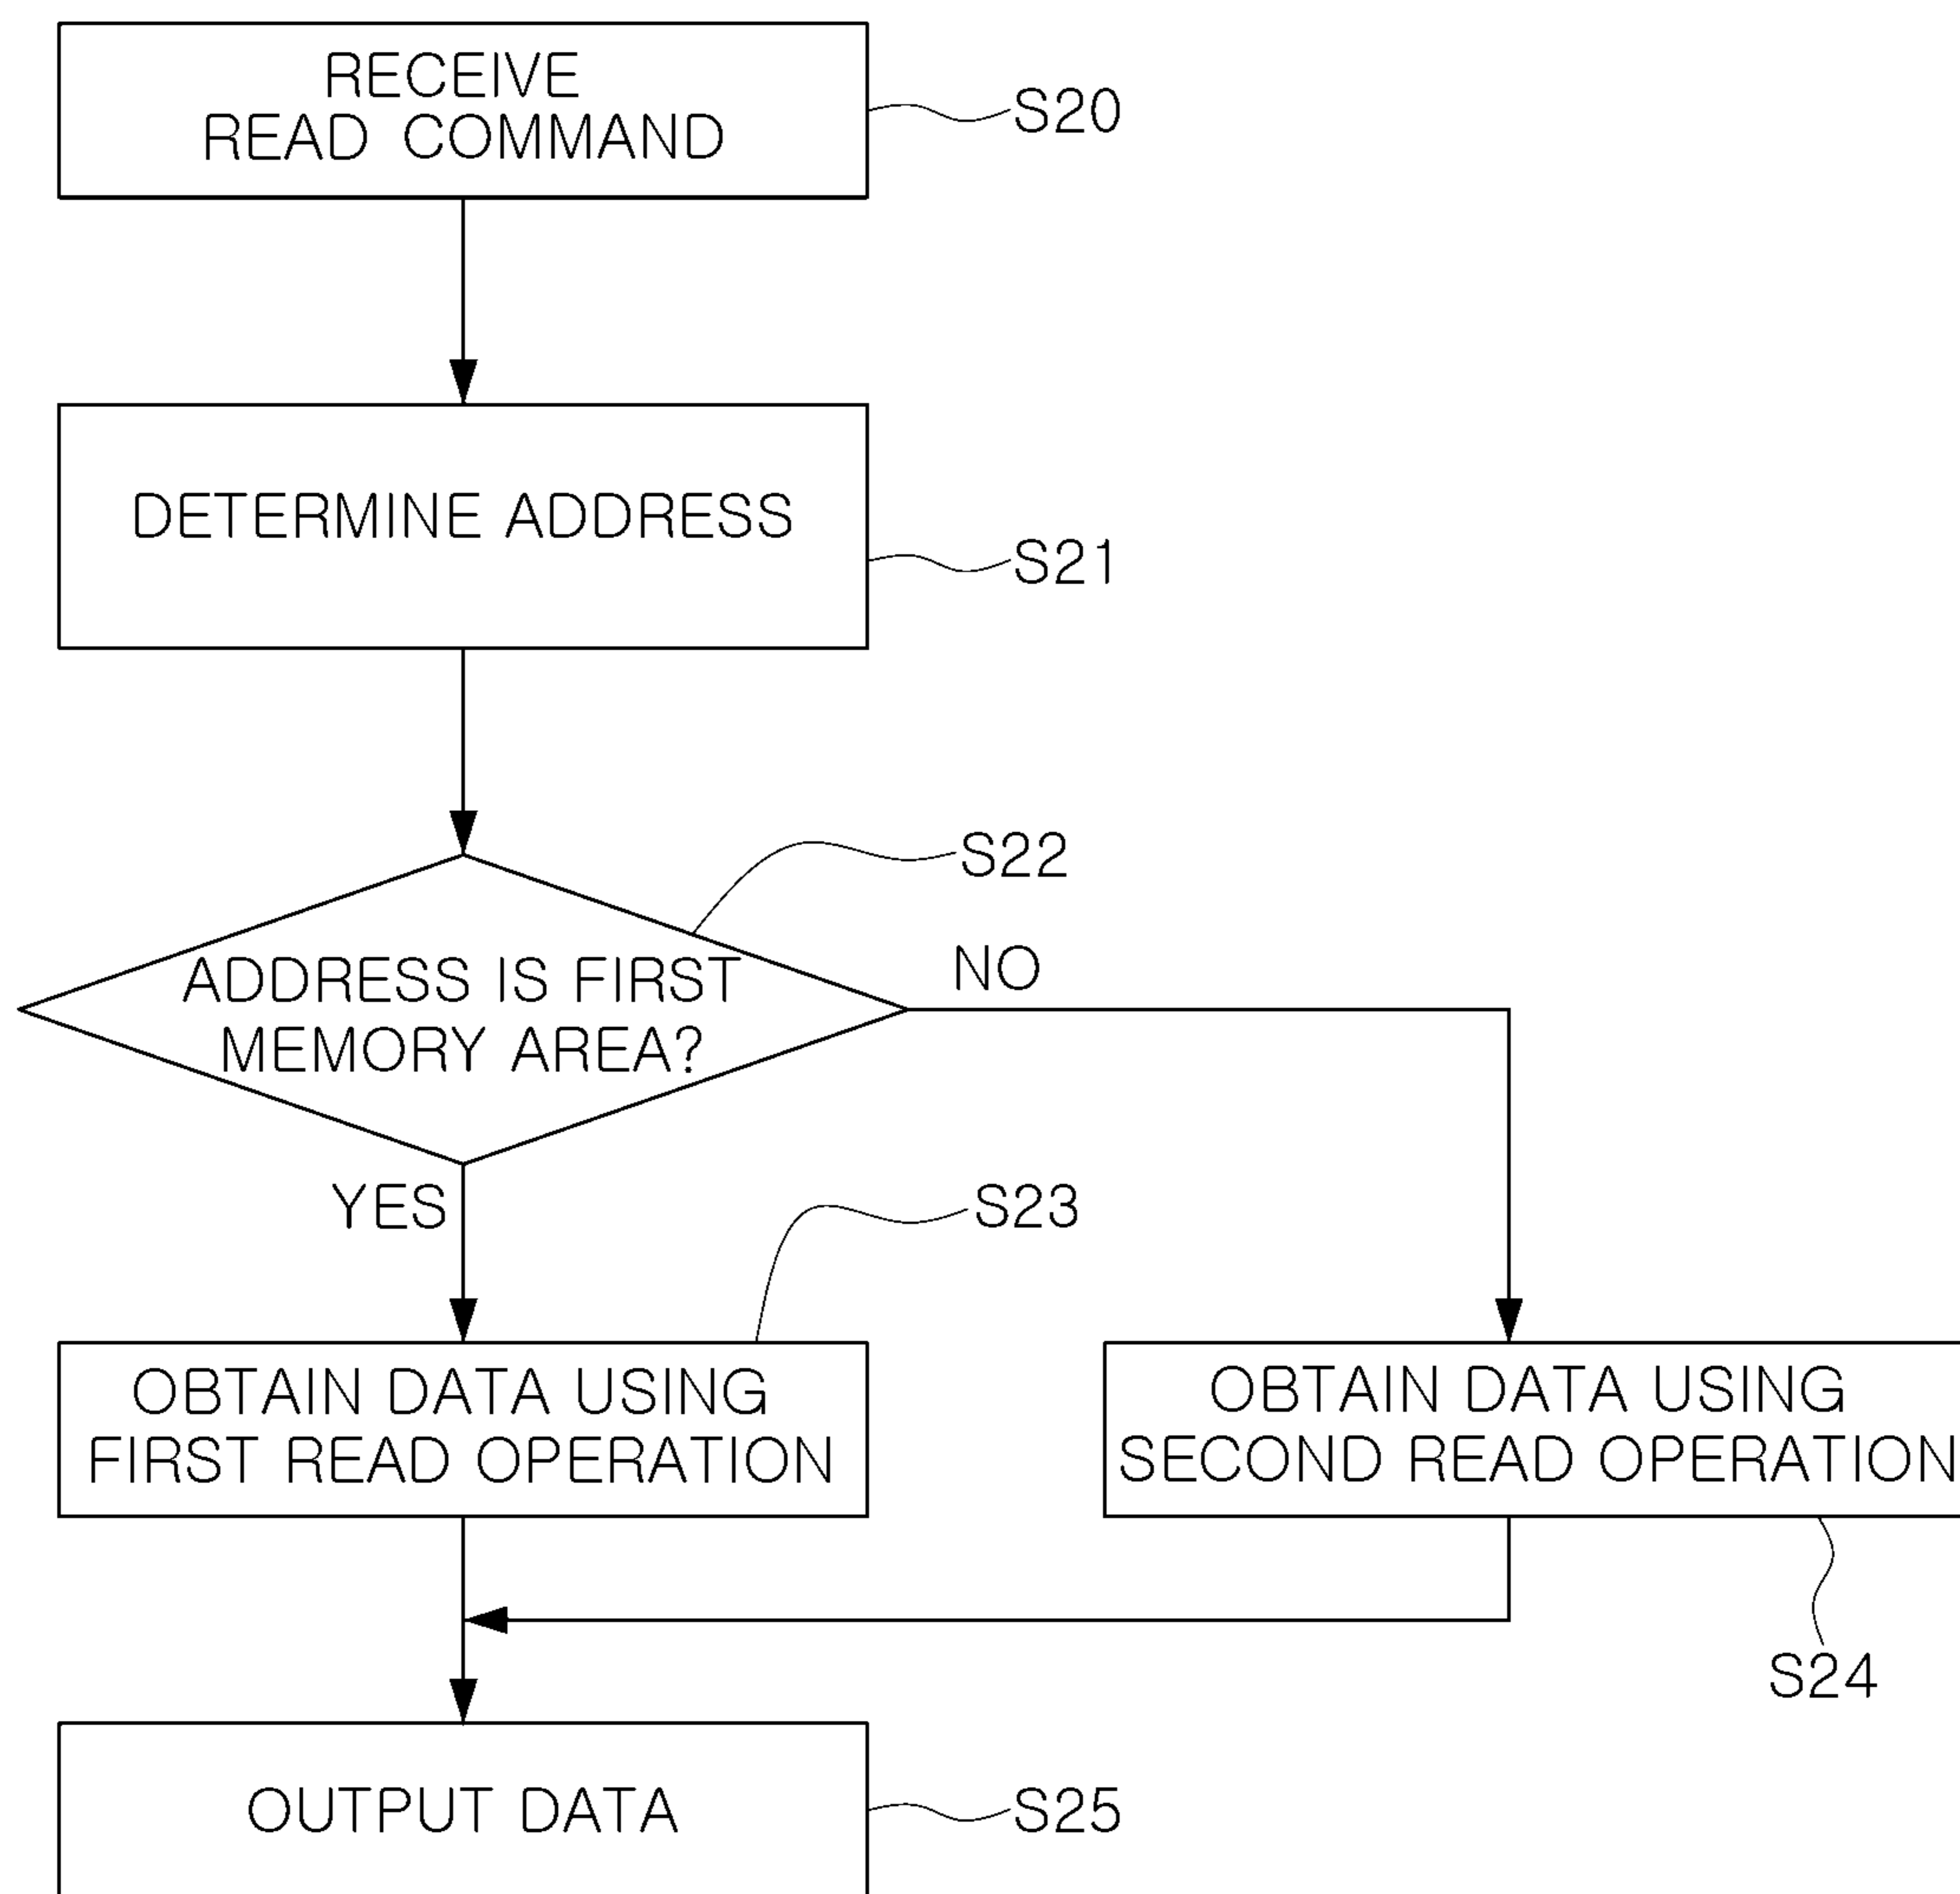 RECEIVE
READ COMMAND
S20
DETERMINE ADDRESS
S21
S22
ADDRESS IS FIRST
MEMORY AREA?
NO
YES
S23
OBTAIN DATA USING
FIRST READ OPERATION
OBTAIN DATA USING
SECOND READ OPERATION
S24
OUTPUT DATA
S25